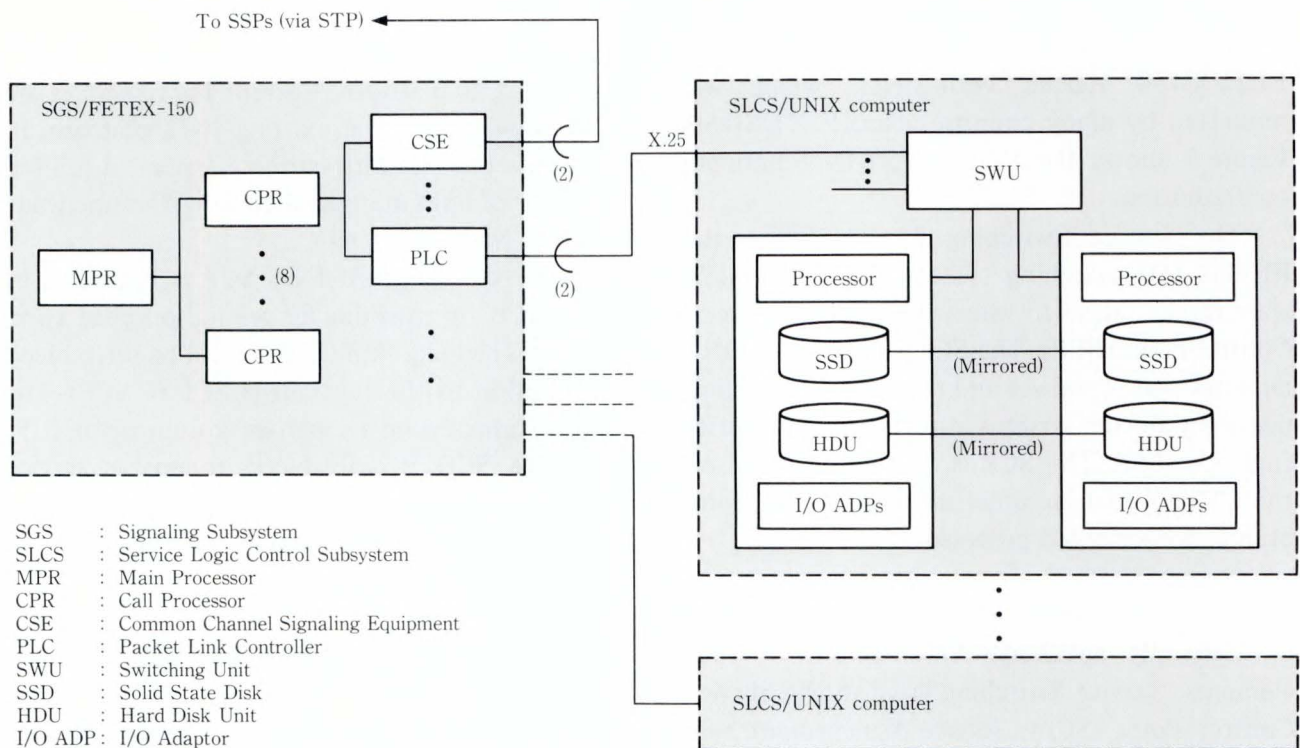 To SSPs (via STP)
SGS/FETEX-150
CSE
(2)
CPR
(8)
MPR
PLC
(2)
CPR
X.25
SLCS/UNIX computer
SWU
Processor
Processor
SSD
(Mirrored)
SSD
HDU
(Mirrored)
HDU
I/O ADPs
I/O ADPs
SLCS/UNIX computer
SGS : Signaling Subsystem
SLCS : Service Logic Control Subsystem
MPR : Main Processor
CPR : Call Processor
CSE : Common Channel Signaling Equipment
PLC : Packet Link Controller
SWU : Switching Unit
SSD : Solid State Disk
HDU : Hard Disk Unit
I/O ADP : I/O Adaptor